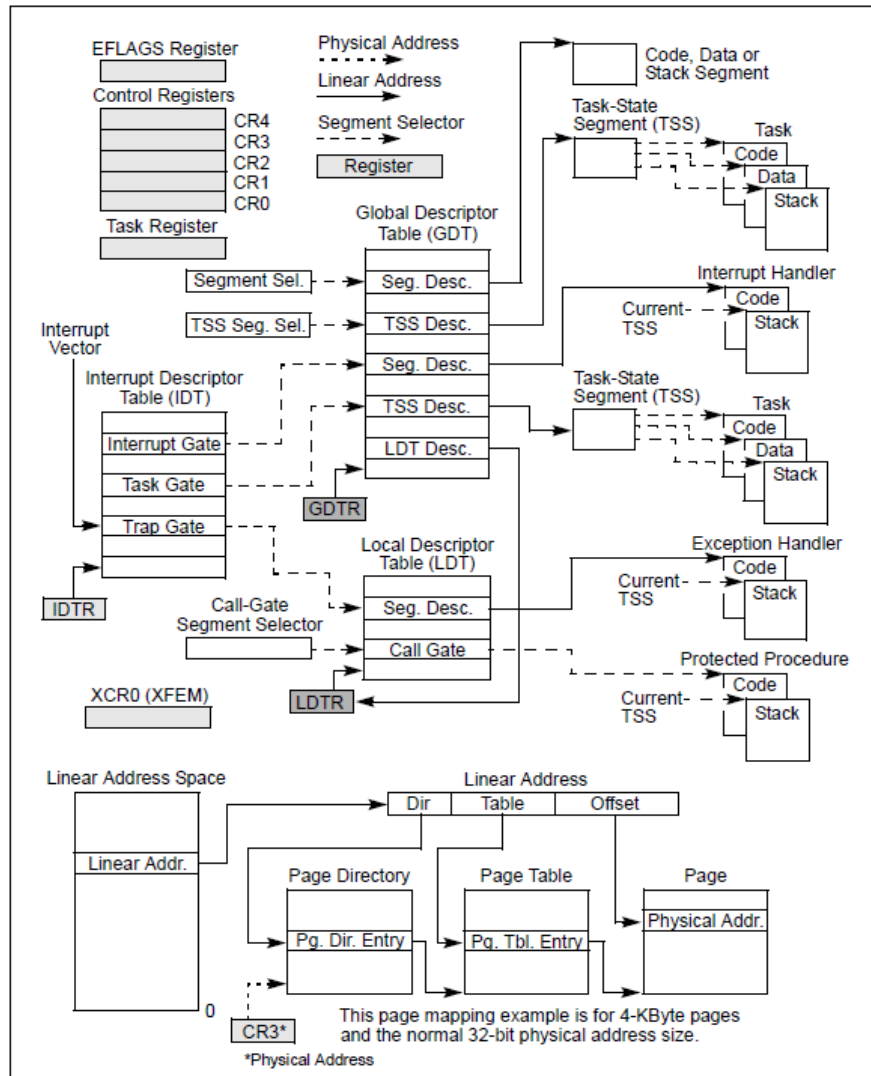 EFLAGS Register
Control Registers
CR4
CR3
CR2
CR1
CR0
Task Register
Physical Address
Linear Address
Segment Selector
Register
Code, Data or
Stack Segment
Task-State
Segment (TSS)
Task
Code
Data
Stack
Global Descriptor
Table (GDT)
Segment Sel.
Seg. Desc.
TSS Seg. Sel.
TSS Desc.
Seg. Desc.
TSS Desc.
LDT Desc.
GDTR
Interrupt Handler
Code
Current-
TSS
Stack
Interrupt
Vector
Interrupt Descriptor
Table (IDT)
Interrupt Gate
Task Gate
Trap Gate
IDTR
Task-State
Segment (TSS)
Task
Code
Data
Stack
Local Descriptor
Table (LDT)
Seg. Desc.
Call-Gate
Segment Selector
Call Gate
LDTR
Exception Handler
Code
Current-
TSS
Stack
Protected Procedure
Code
Current-
TSS
Stack
XCR0 (XFEM)
Linear Address Space
Linear Addr.
0
Linear Address
Dir
Table
Offset
Page Directory
Pg. Dir. Entry
Page Table
Pg. Tbl. Entry
Page
Physical Addr.
CR3*
*Physical Address
This page mapping example is for 4-KByte pages
and the normal 32-bit physical address size.